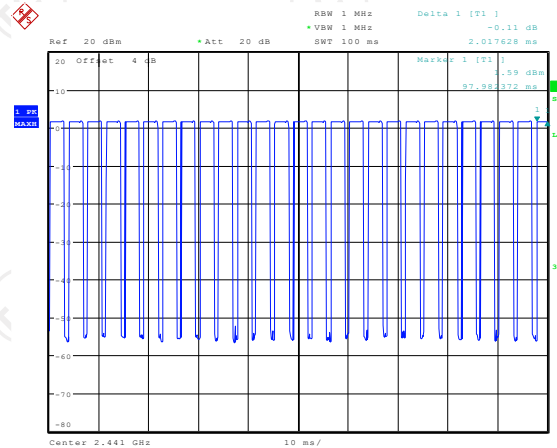 R S
RBW 1 MHz Delta 1 [T1 ]
* VBW 1 MHz -0.11 dB
Ref 20 dBm * Att 20 dB SWT 100 ms 2.017628 ms
20 Offset 4 dB Marker 1 [T1 ]
1.59 dBm
10 97.982372 ms
1 PK
MAXH
1
0
-10
-20
-30
-40
3
-50
-60
-70
-80
Center 2.441 GHz 10 ms/